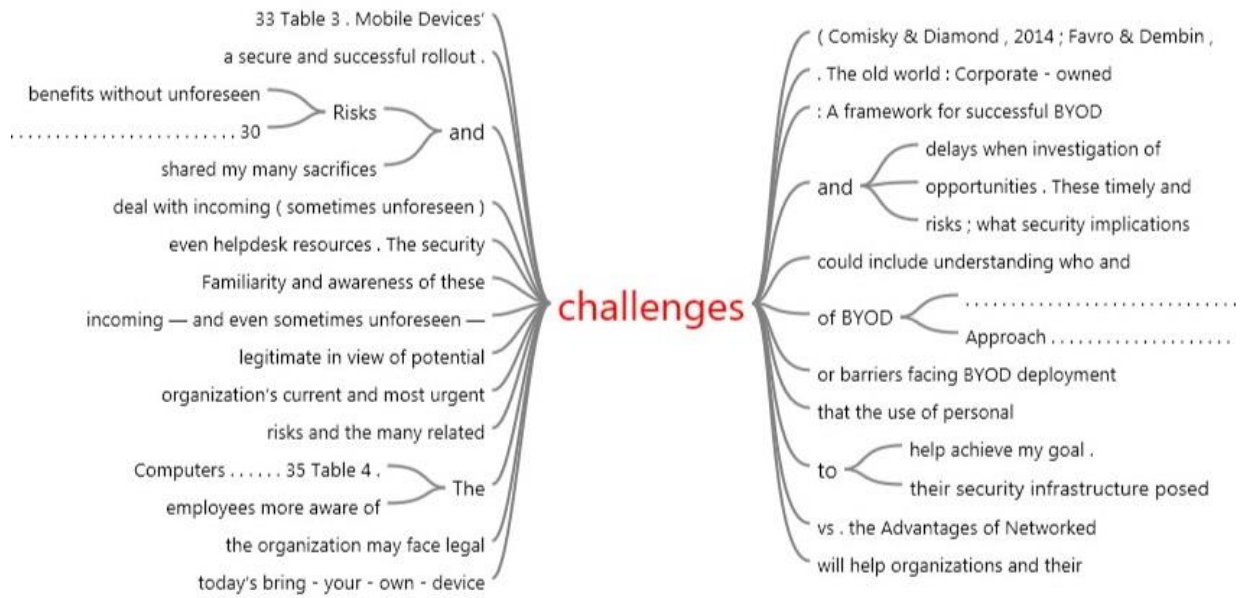 33 Table 3 . Mobile Devices'
a secure and successful rollout .
benefits without unforeseen
Risks
. . . . . . . . . . . . . . . . . . . . . . . . 30
and
shared my many sacrifices
deal with incoming ( sometimes unforeseen )
even helpdesk resources . The security
Familiarity and awareness of these
incoming — and even sometimes unforeseen —
legitimate in view of potential
organization's current and most urgent
risks and the many related
Computers . . . . . . 35 Table 4 .
The
employees more aware of
the organization may face legal
today's bring - your - own - device
challenges
( Comisky & Diamond , 2014 ; Favro & Dembin ,
. The old world : Corporate - owned
: A framework for successful BYOD
and
delays when investigation of
opportunities . These timely and
risks ; what security implications
could include understanding who and
of BYOD
. . . . . . . . . . . . . . . . . . . . . . . . . . . . .
Approach . . . . . . . . . . . . . . . . . . .
or barriers facing BYOD deployment
that the use of personal
to
help achieve my goal .
their security infrastructure posed
vs . the Advantages of Networked
will help organizations and their